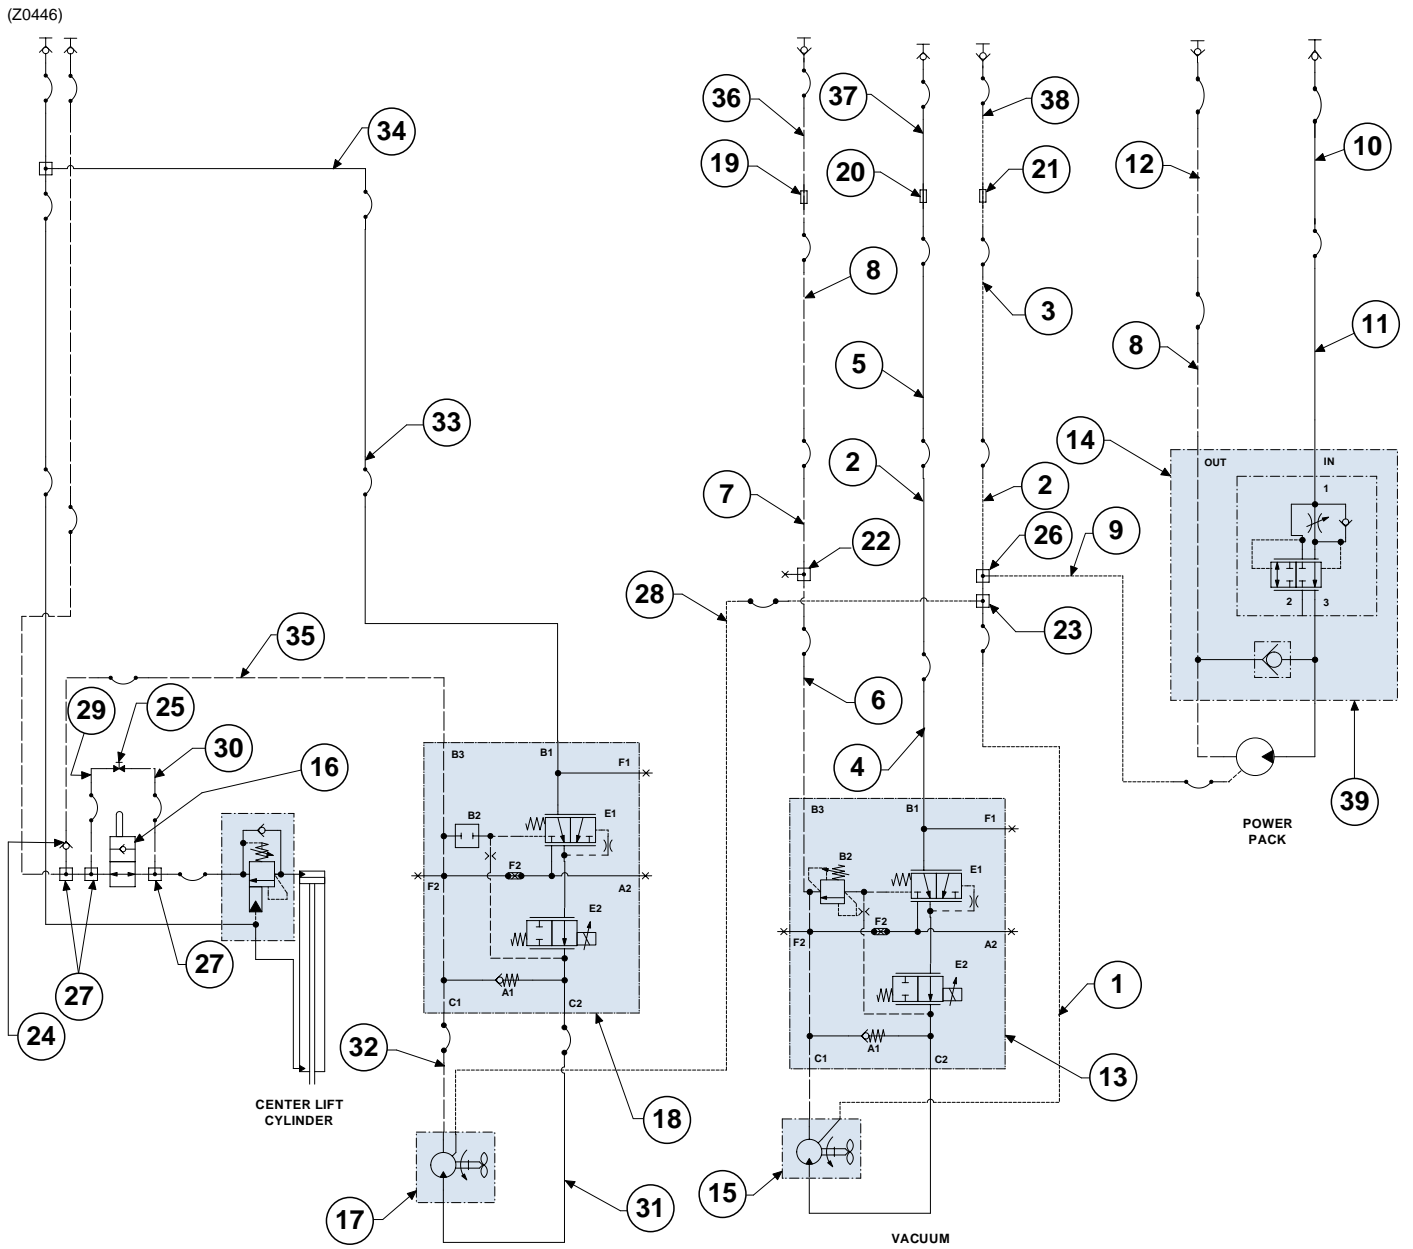 (Z0446)
34
36
37
38
10
12
19
20
21
8
3
11
5
8
33
14
OUT
IN
2
7
2
1
26
9
22
28
2
3
23
35
29
25
6
30
B3
B1
F1
4
39
16
B3
B1
F1
POWER
PACK
B2
E1
B2
E1
F2
F2
A2
F2
F2
A2
E2
E2
27
27
A1
C1
C2
1
24
32
A1
C1
C2
13
CENTER LIFT
CYLINDER
18
15
31
17
VACUUM